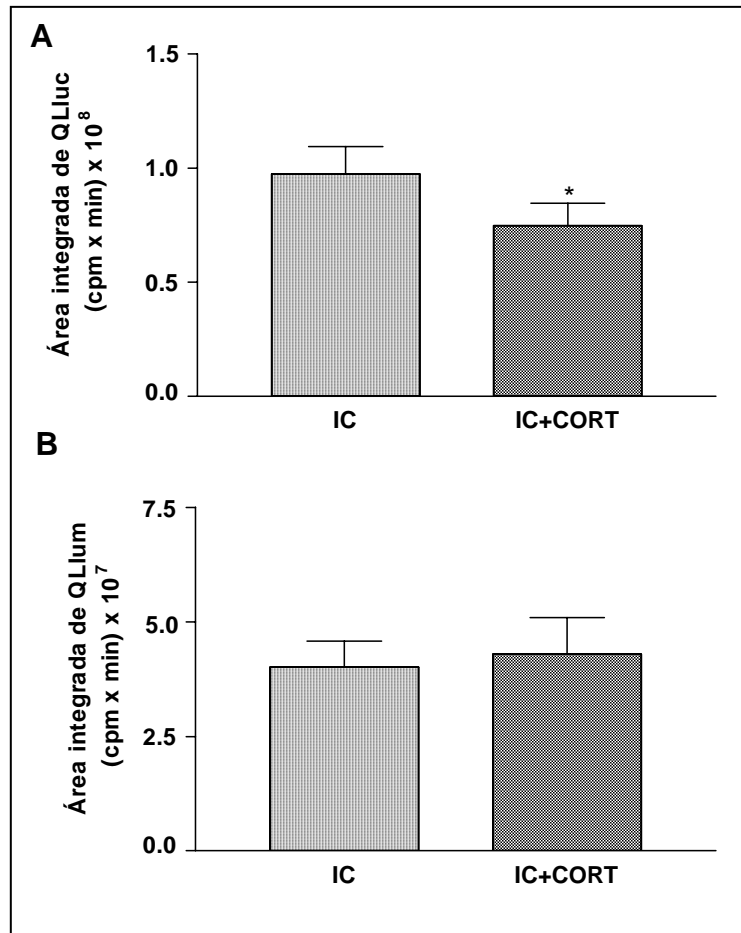 A
Área integrada de QLluc
(cpm x min) x 10⁸
1.5
1.0
0.5
0.0
*
IC
IC+CORT
B
Área integrada de QLlum
(cpm x min) x 10⁷
7.5
5.0
2.5
0.0
IC
IC+CORT